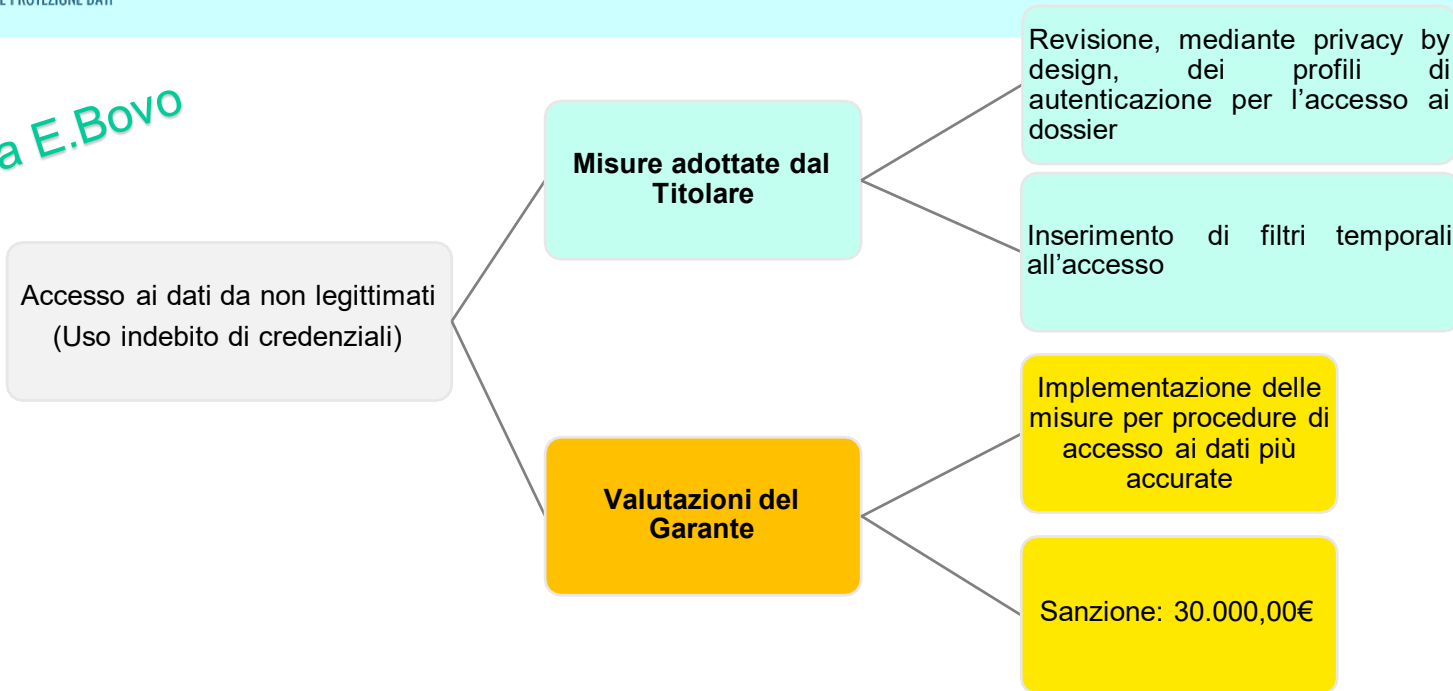 E PROTEZIONE DATI
a E.Bovo
Accesso ai dati da non legittimati
(Uso indebito di credenziali)
Misure adottate dal
Titolare
Revisione, mediante privacy by
design, dei profili di
autenticazione per l’accesso ai
dossier
Inserimento di filtri temporali
all’accesso
Valutazioni del
Garante
Implementazione delle
misure per procedure di
accesso ai dati più
accurate
Sanzione: 30.000,00€